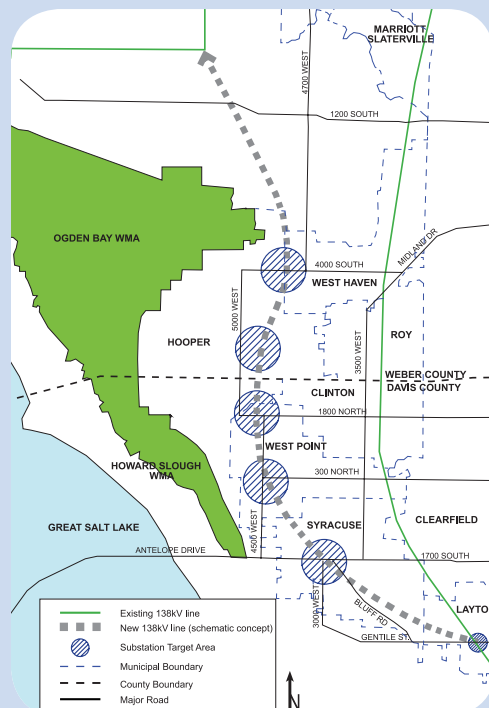 MARRIOTT
SLATERVILLE
4700 WEST
1200 SOUTH
OGDEN BAY WMA
MIDLAND DR
4000 SOUTH
WEST HAVEN
5000 WEST
HOOPER
3500 WEST
ROY
WEBER COUNTY
DAVIS COUNTY
CLINTON
1800 NORTH
WEST POINT
HOWARD SLOUGH
WMA
300 NORTH
CLEARFIELD
GREAT SALT LAKE
4500 WEST
SYRACUSE
ANTELOPE DRIVE
1700 SOUTH
3000 WEST
BLUFF RD
LAYTO
GENTILE ST
Existing 138kV line
New 138kV line (schematic concept)
Substation Target Area
Municipal Boundary
County Boundary
Major Road
N